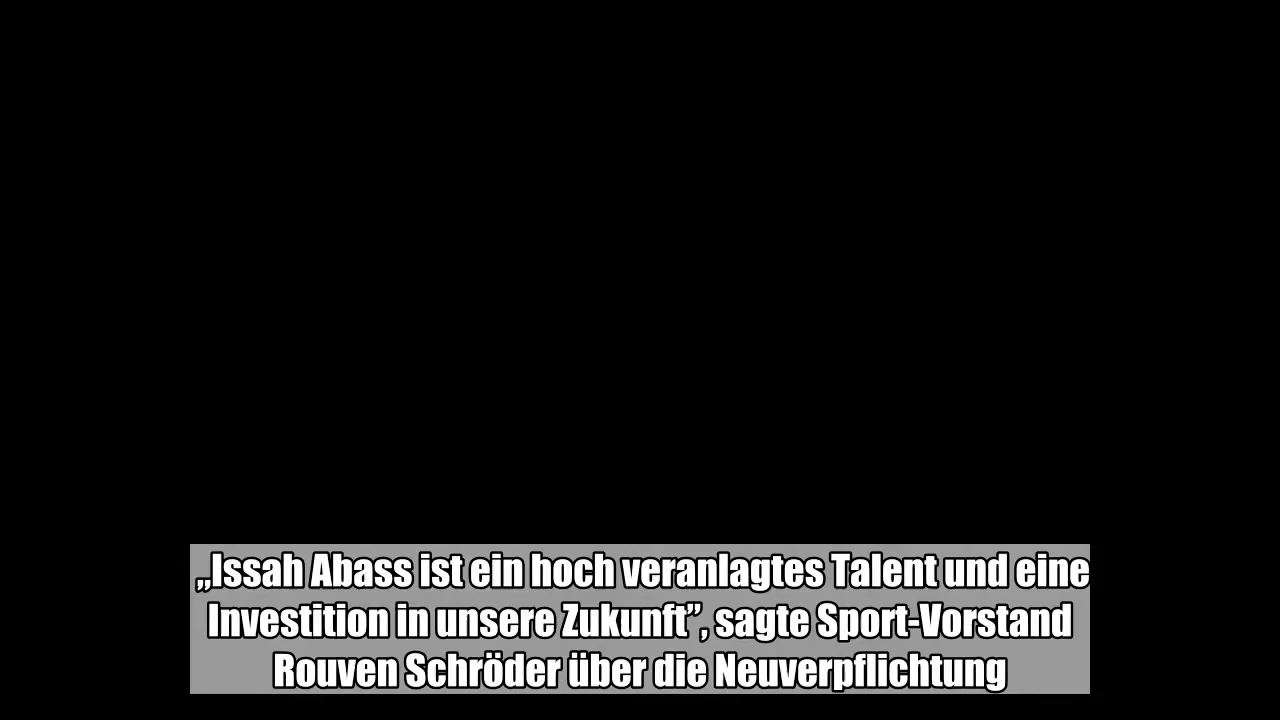 „Issah Abass ist ein hoch veranlagtes Talent und eine
Investition in unsere Zukunft”, sagte Sport-Vorstand
Rouven Schröder über die Neuverpflichtung